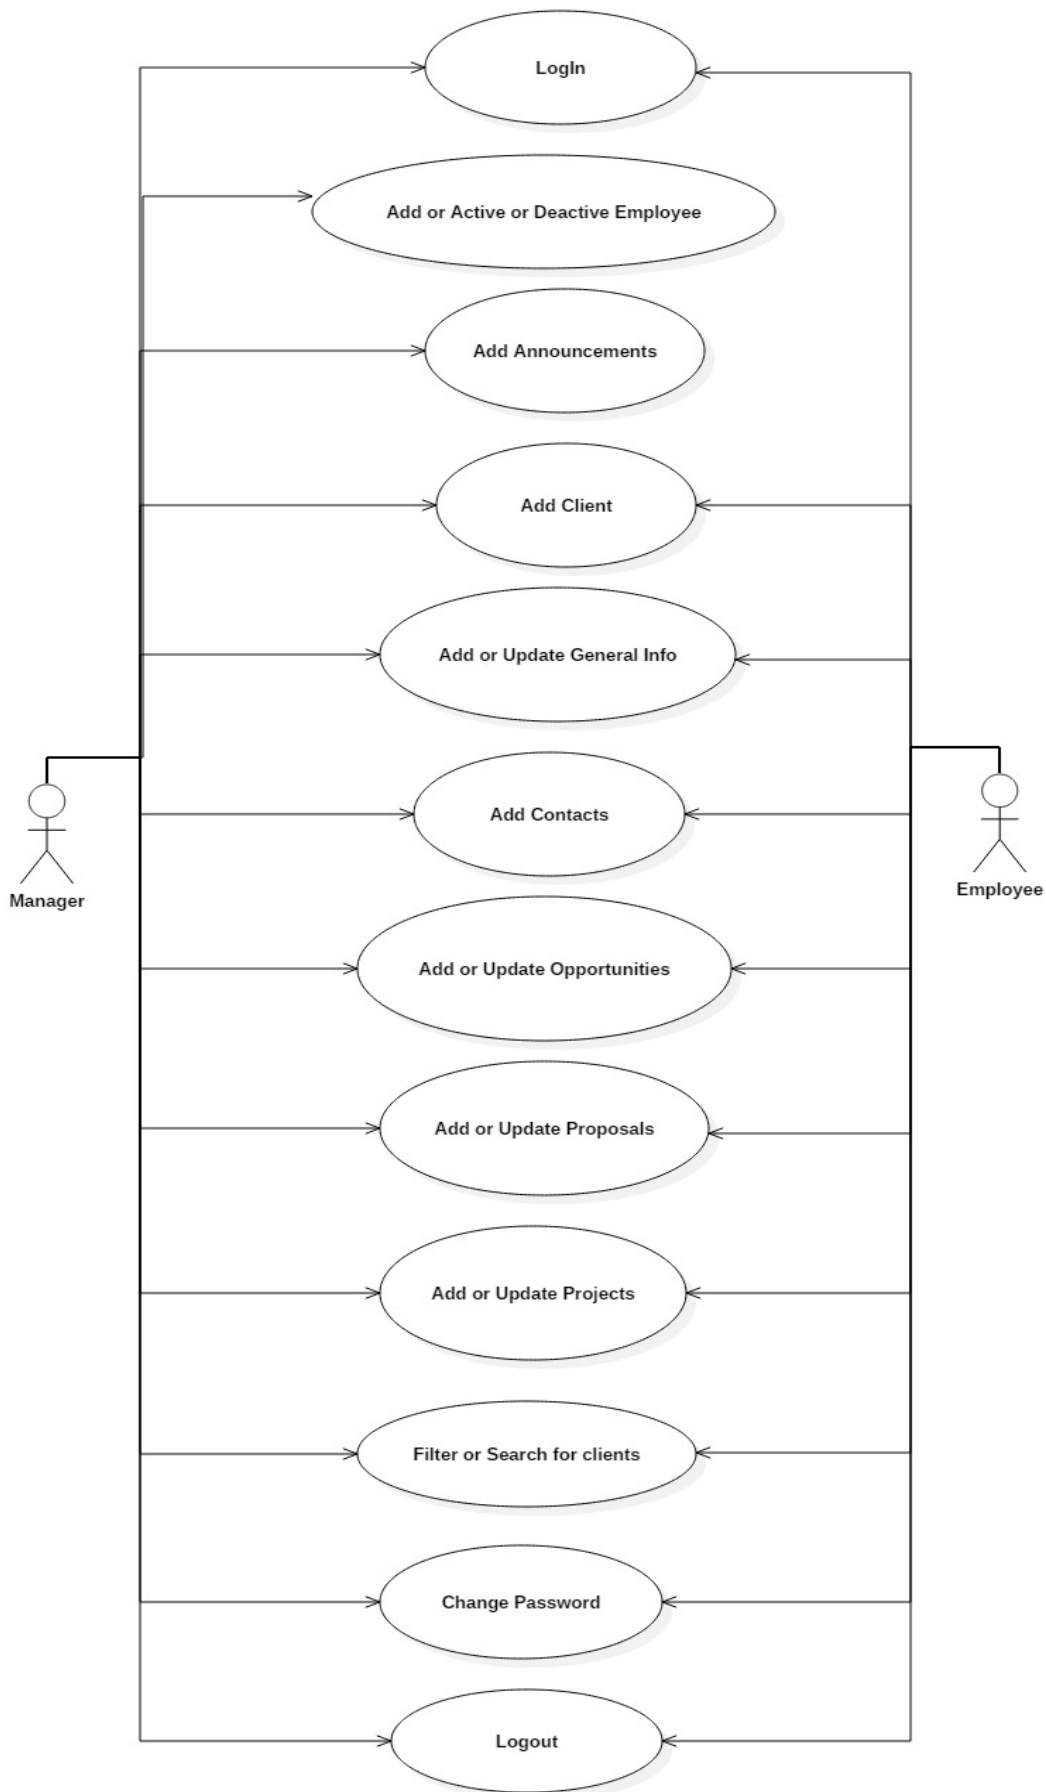 LogIn
Add or Active or Deactive Employee
Add Announcements
Add Client
Add or Update General Info
Add Contacts
Manager
Employee
Add or Update Opportunities
Add or Update Proposals
Add or Update Projects
Filter or Search for clients
Change Password
Logout